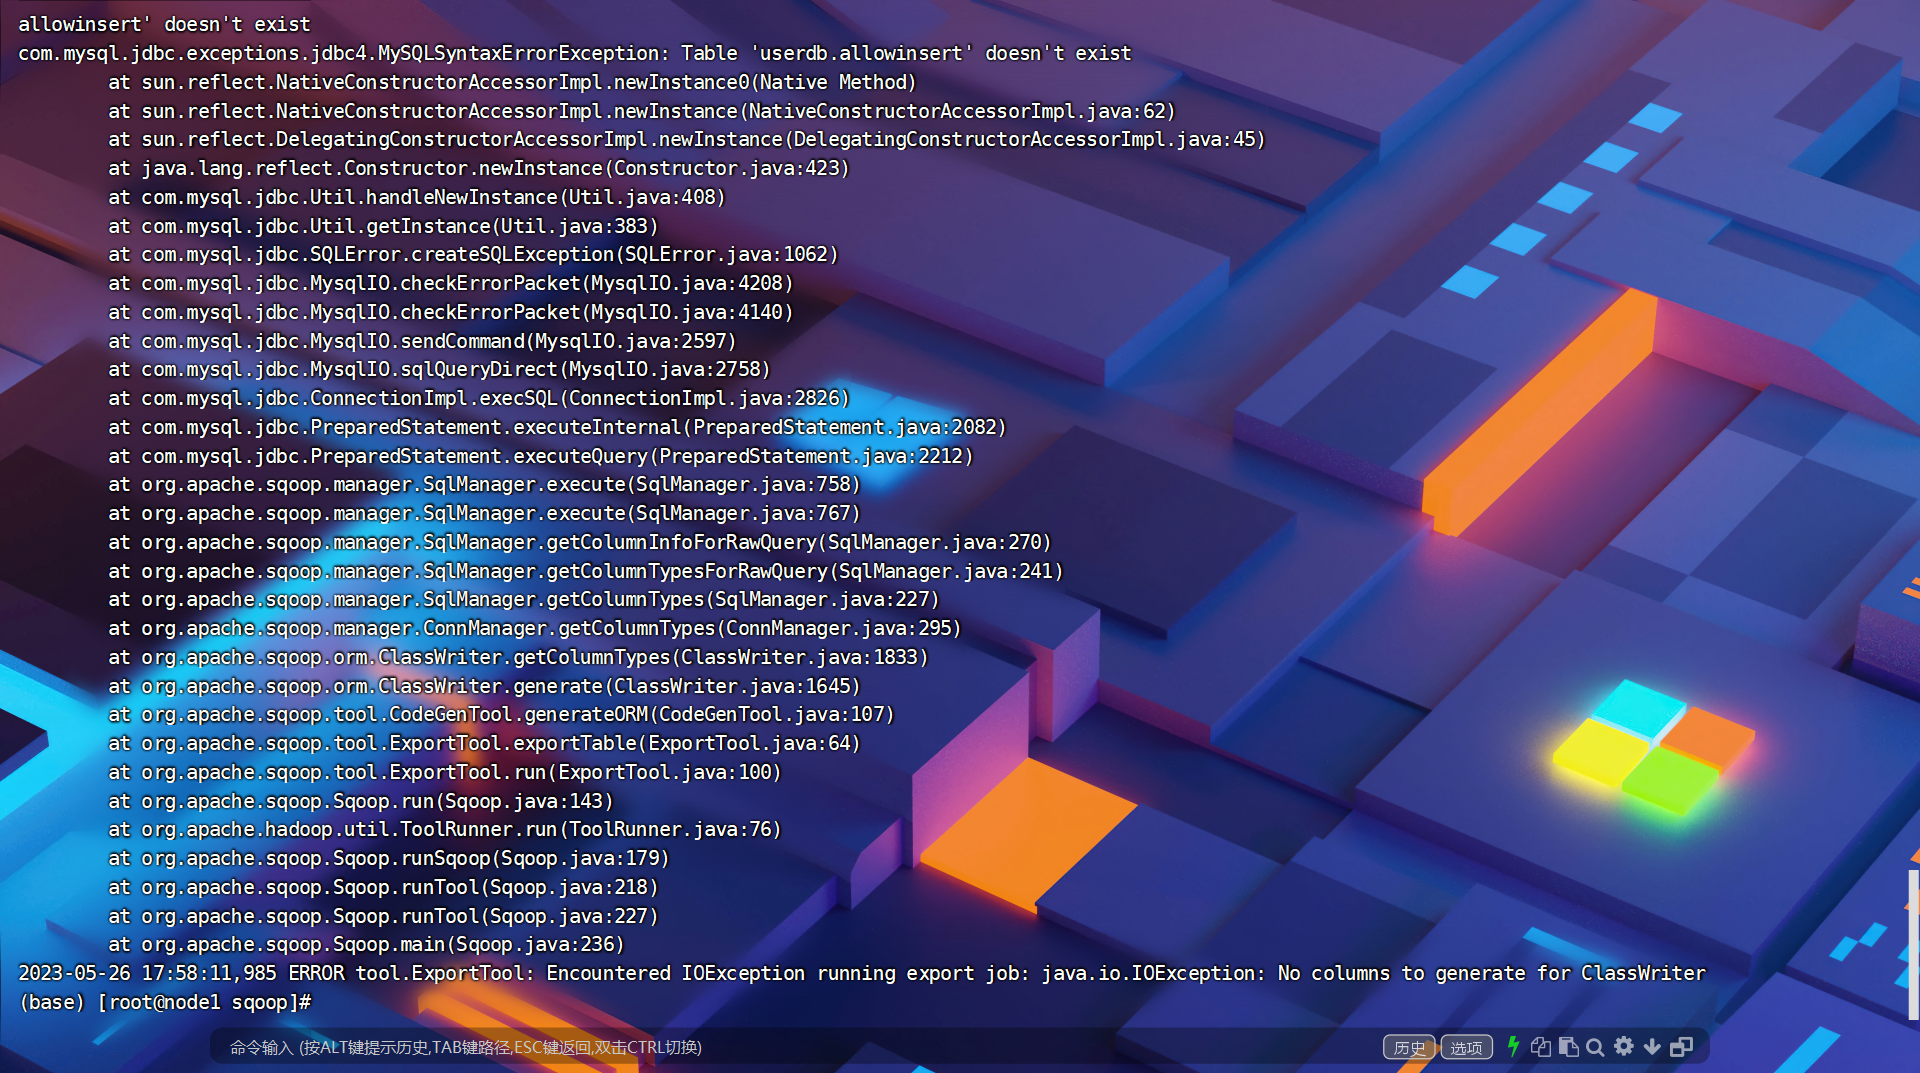 allowinsert' doesn't exist
com.mysql.jdbc.exceptions.jdbc4.MySQLSyntaxErrorException: Table 'userdb.allowinsert' doesn't exist
at sun.reflect.NativeConstructorAccessorImpl.newInstance0(Native Method)
at sun.reflect.NativeConstructorAccessorImpl.newInstance(NativeConstructorAccessorImpl.java:62)
at sun.reflect.DelegatingConstructorAccessorImpl.newInstance(DelegatingConstructorAccessorImpl.java:45)
at java.lang.reflect.Constructor.newInstance(Constructor.java:423)
at com.mysql.jdbc.Util.handleNewInstance(Util.java:408)
at com.mysql.jdbc.Util.getInstance(Util.java:383)
at com.mysql.jdbc.SQLError.createSQLException(SQLError.java:1062)
at com.mysql.jdbc.MysqlIO.checkErrorPacket(MysqlIO.java:4208)
at com.mysql.jdbc.MysqlIO.checkErrorPacket(MysqlIO.java:4140)
at com.mysql.jdbc.MysqlIO.sendCommand(MysqlIO.java:2597)
at com.mysql.jdbc.MysqlIO.sqlQueryDirect(MysqlIO.java:2758)
at com.mysql.jdbc.ConnectionImpl.execSQL(ConnectionImpl.java:2826)
at com.mysql.jdbc.PreparedStatement.executeInternal(PreparedStatement.java:2082)
at com.mysql.jdbc.PreparedStatement.executeQuery(PreparedStatement.java:2212)
at org.apache.sqoop.manager.SqlManager.execute(SqlManager.java:758)
at org.apache.sqoop.manager.SqlManager.execute(SqlManager.java:767)
at org.apache.sqoop.manager.SqlManager.getColumnInfoForRawQuery(SqlManager.java:270)
at org.apache.sqoop.manager.SqlManager.getColumnTypesForRawQuery(SqlManager.java:241)
at org.apache.sqoop.manager.SqlManager.getColumnTypes(SqlManager.java:227)
at org.apache.sqoop.manager.ConnManager.getColumnTypes(ConnManager.java:295)
at org.apache.sqoop.orm.ClassWriter.getColumnTypes(ClassWriter.java:1833)
at org.apache.sqoop.orm.ClassWriter.generate(ClassWriter.java:1645)
at org.apache.sqoop.tool.CodeGenTool.generateORM(CodeGenTool.java:107)
at org.apache.sqoop.tool.ExportTool.exportTable(ExportTool.java:64)
at org.apache.sqoop.tool.ExportTool.run(ExportTool.java:100)
at org.apache.sqoop.Sqoop.run(Sqoop.java:143)
at org.apache.hadoop.util.ToolRunner.run(ToolRunner.java:76)
at org.apache.sqoop.Sqoop.runSqoop(Sqoop.java:179)
at org.apache.sqoop.Sqoop.runTool(Sqoop.java:218)
at org.apache.sqoop.Sqoop.runTool(Sqoop.java:227)
at org.apache.sqoop.Sqoop.main(Sqoop.java:236)
2023-05-26 17:58:11,985 ERROR tool.ExportTool: Encountered IOException running export job: java.io.IOException: No columns to generate for ClassWriter
(base) [root@node1 sqoop]#
命令输入 (按ALT键提示历史,TAB键路径,ESC键返回,双击CTRL切换) 历史 选项